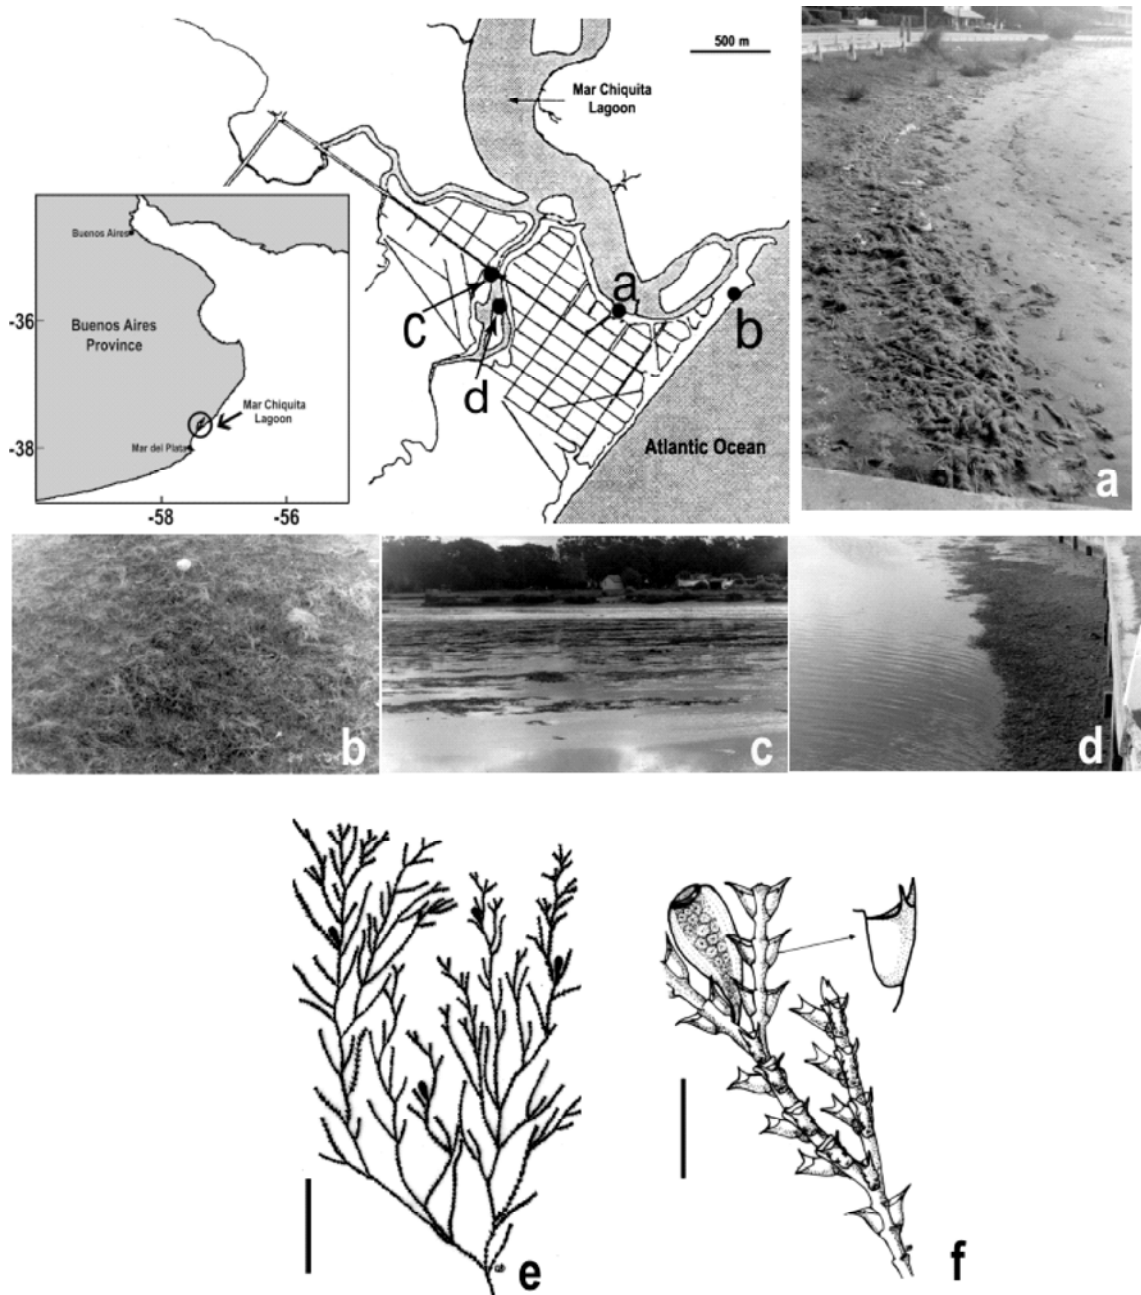 500 m
Mar Chiquita
Lagoon
a
b
c
d
Atlantic Ocean
Buenos Aires
Buenos Aires
Province
Mar Chiquita
Lagoon
Mar del Plata
-36
-38
-58
-56
a
b
c
d
e
f